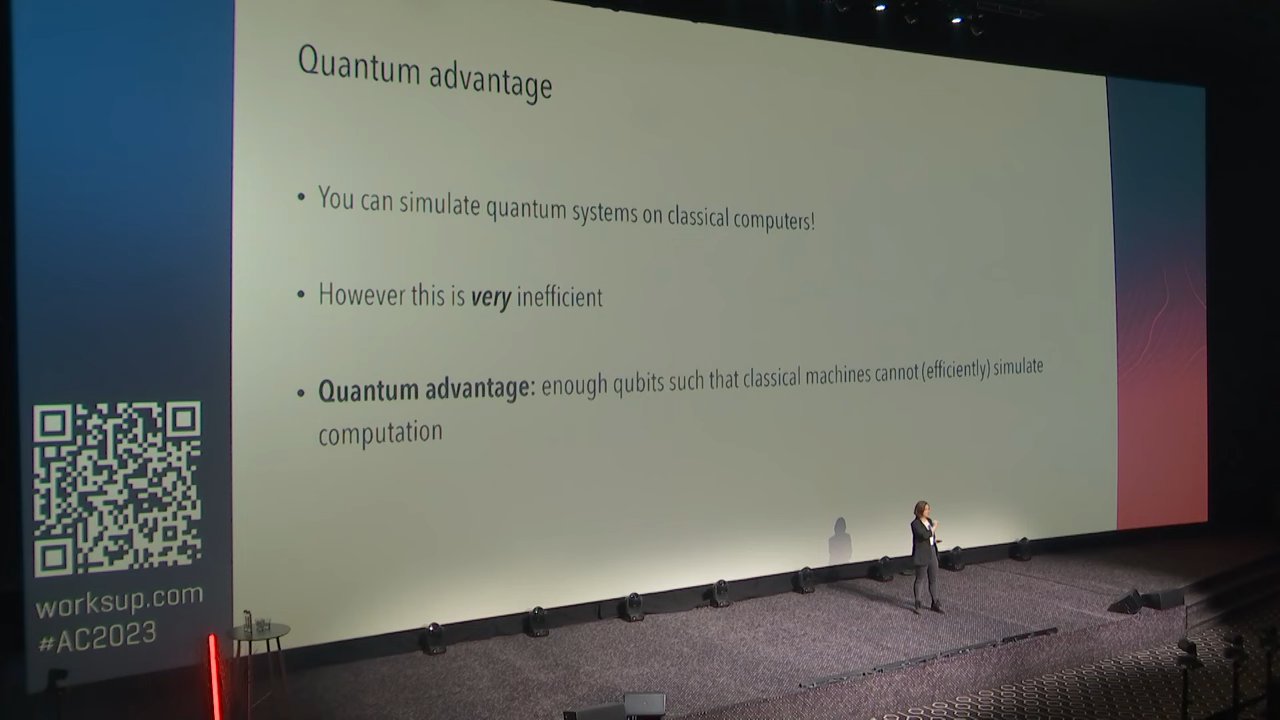 Quantum advantage
• You can simulate quantum systems on classical computers!
• However this is very inefficient
• Quantum advantage: enough qubits such that classical machines cannot (efficiently) simulate
computation
worksup.com
#AC2023